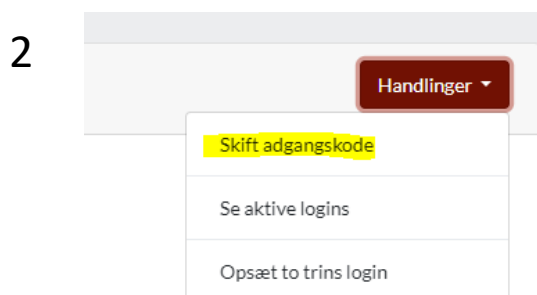 2
Handlinger
Skift adgangskode
Se aktive logins
Opsæt to trins login